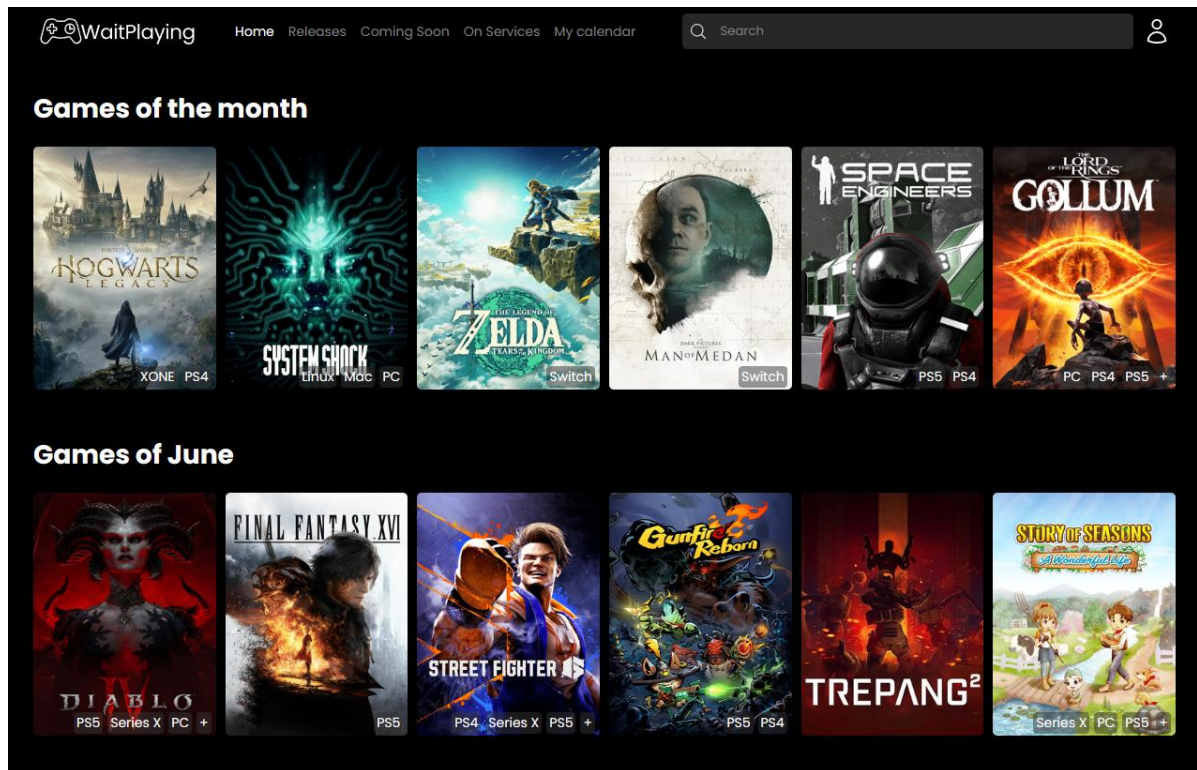 WaitPlaying Home Releases Coming Soon On Services My calendar Search
Games of the month
PORTKEY GAMES
HOGWARTS
LEGACY
XONE PS4
SYSTEM SHOCK
Linux Mac PC
THE LEGEND OF
ZELDA
TEARS OF THE KINGDOM
Switch
THE DARK PICTURES
MAN OF MEDAN
Switch
SPACE
ENGINEERS
PS5 PS4
THE
LORD
OF THE RINGS
GOLLUM
PC PS4 PS5 +
Games of June
DIABLO
IV
PS5 Series X PC +
FINAL FANTASY XVI
PS5
STREET FIGHTER 6
PS4 Series X PS5 +
Gunfire
Reborn
PS5 PS4
TREPANG²
STORY OF SEASONS
A Wonderful Life
Series X PC PS5 +